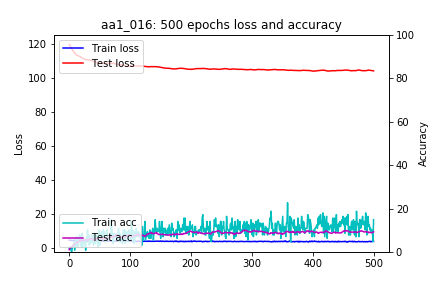 aa1_016: 500 epochs loss and accuracy
120
100
80
60
40
20
0
Loss
Train loss
Test loss
Train acc
Test acc
100
80
60
40
20
0
Accuracy
0
100
200
300
400
500